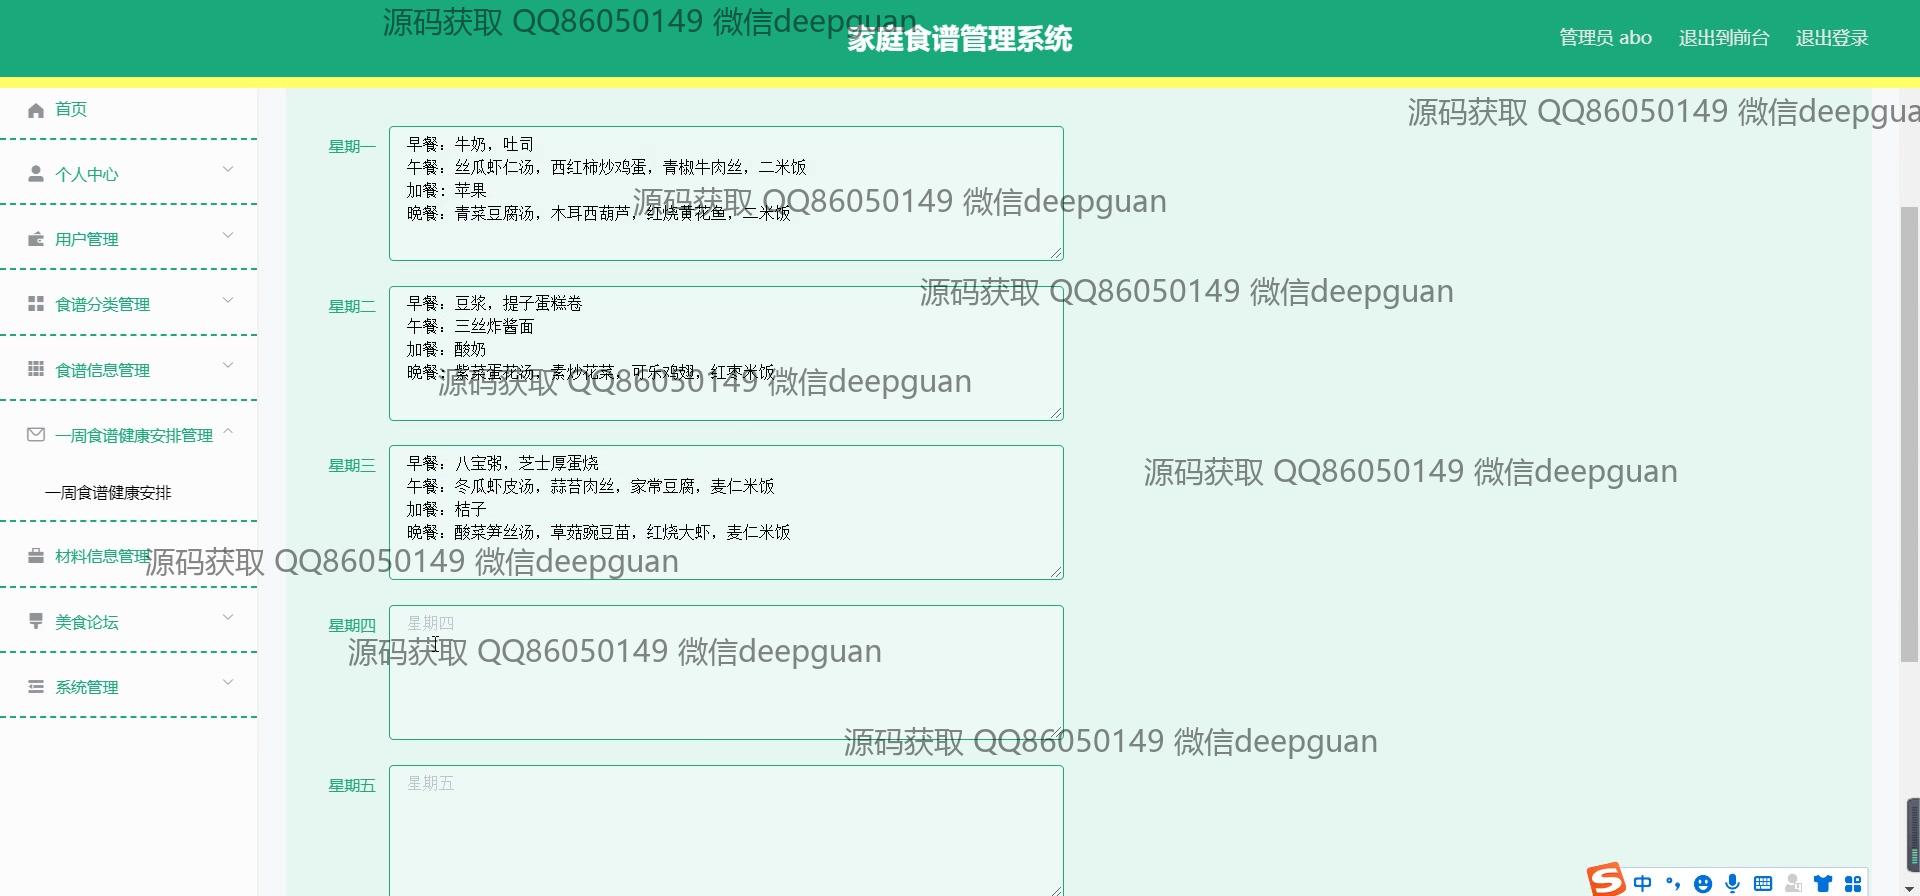 源码获取 QQ86050149 微信deepguan
家庭食谱管理系统
管理员 abo
退出到前台
退出登录
首页
个人中心
用户管理
食谱分类管理
食谱信息管理
一周食谱健康安排管理
一周食谱健康安排
材料信息管理
美食论坛
系统管理
源码获取 QQ86050149 微信deepgua
星期一
早餐：牛奶，吐司
午餐：丝瓜虾仁汤，西红柿炒鸡蛋，青椒牛肉丝，二米饭
加餐：苹果
晚餐：青菜豆腐汤，木耳西葫芦，红烧黄花鱼，二米饭
源码获取 QQ86050149 微信deepguan
源码获取 QQ86050149 微信deepguan
星期二
早餐：豆浆，提子蛋糕卷
午餐：三丝炸酱面
加餐：酸奶
晚餐：紫菜蛋花汤，素炒花菜，可乐鸡翅，红枣米饭
源码获取 QQ86050149 微信deepguan
星期三
早餐：八宝粥，芝士厚蛋烧
午餐：冬瓜虾皮汤，蒜苔肉丝，家常豆腐，麦仁米饭
加餐：桔子
晚餐：酸菜笋丝汤，草菇豌豆苗，红烧大虾，麦仁米饭
源码获取 QQ86050149 微信deepguan
源码获取 QQ86050149 微信deepguan
星期四
星期四
源码获取 QQ86050149 微信deepguan
源码获取 QQ86050149 微信deepguan
星期五
星期五
中